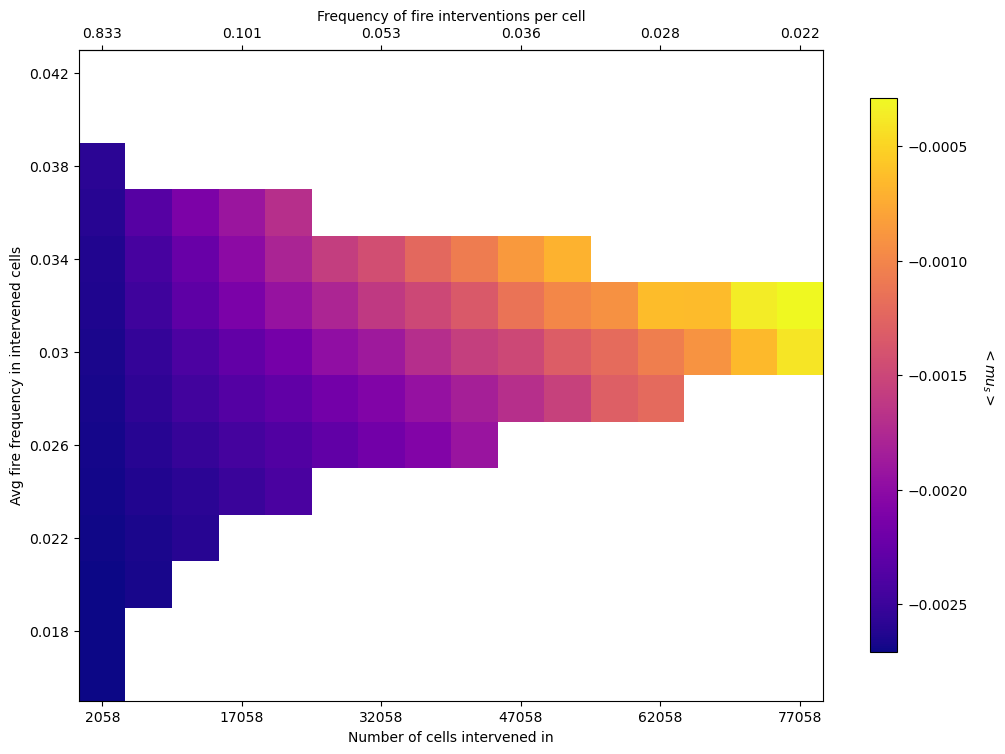 Frequency of fire interventions per cell
0.833 0.101 0.053 0.036 0.028 0.022
0.042
0.038
0.034
0.03
0.026
0.022
0.018
Avg fire frequency in intervened cells
2058 17058 32058 47058 62058 77058
Number of cells intervened in
−0.0005
−0.0010
−0.0015
−0.0020
−0.0025
< mu_s >